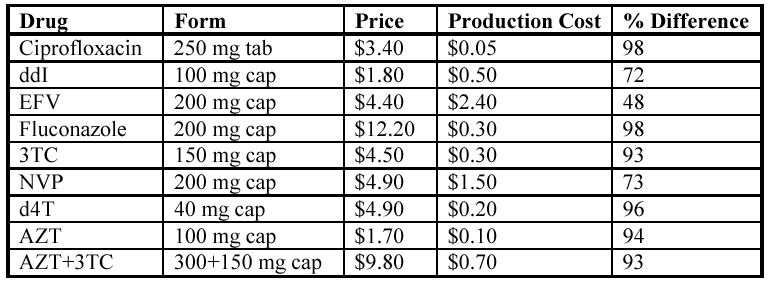 Drug Form Price Production Cost % Difference
Ciprofloxacin 250 mg tab $3.40 $0.05 98
ddI 100 mg cap $1.80 $0.50 72
EFV 200 mg cap $4.40 $2.40 48
Fluconazole 200 mg cap $12.20 $0.30 98
3TC 150 mg cap $4.50 $0.30 93
NVP 200 mg cap $4.90 $1.50 73
d4T 40 mg cap $4.90 $0.20 96
AZT 100 mg cap $1.70 $0.10 94
AZT+3TC 300+150 mg cap $9.80 $0.70 93